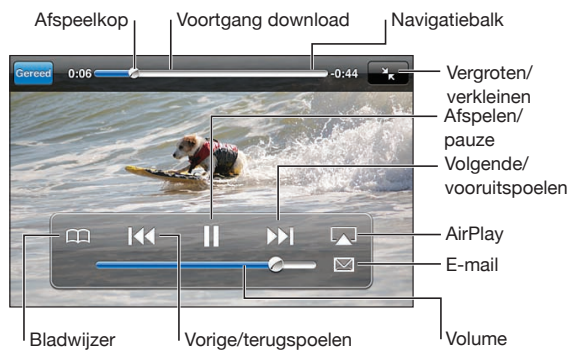 Afspeelkop
Voortgang download
Navigatiebalk
Gereed
0:06
-0:44
Vergroten/
verkleinen
Afspelen/
pauze
Volgende/
vooruitspoelen
AirPlay
E-mail
Bladwijzer
Vorige/terugspoelen
Volume